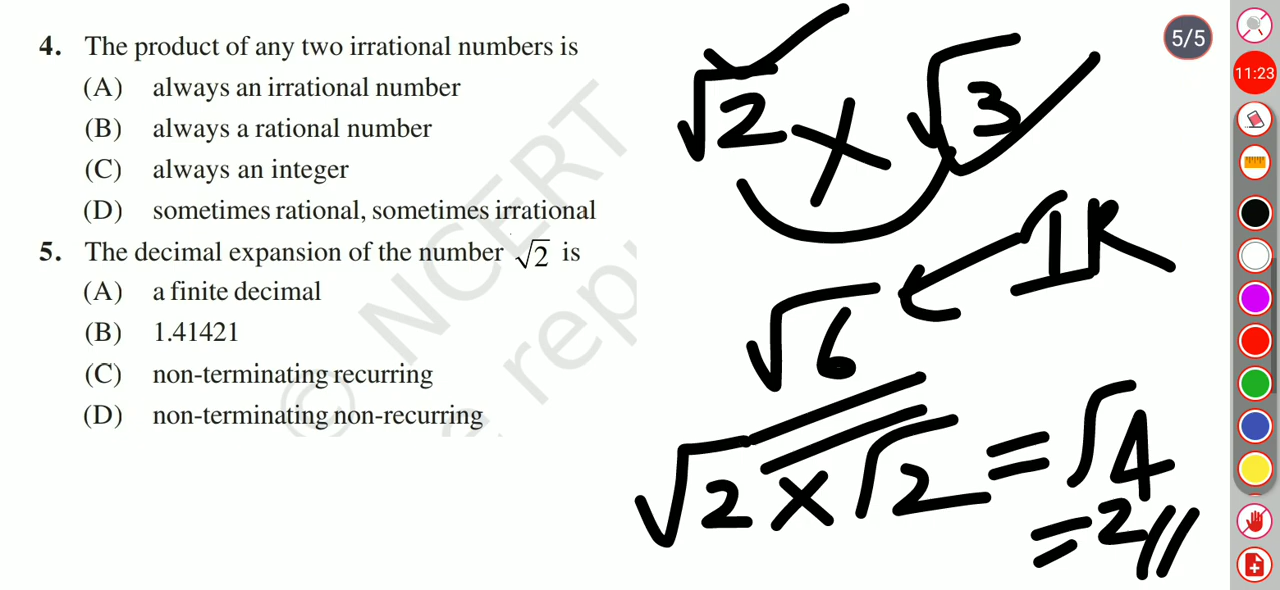 4. The product of any two irrational numbers is
(A) always an irrational number
(B) always a rational number
(C) always an integer
(D) sometimes rational, sometimes irrational
5. The decimal expansion of the number √2 is
(A) a finite decimal
(B) 1.41421
(C) non-terminating recurring
(D) non-terminating non-recurring
© NCERT
repu
√2 × √3
IR
√6
√2 × √2 = √4
= 2//
5/5
11:23